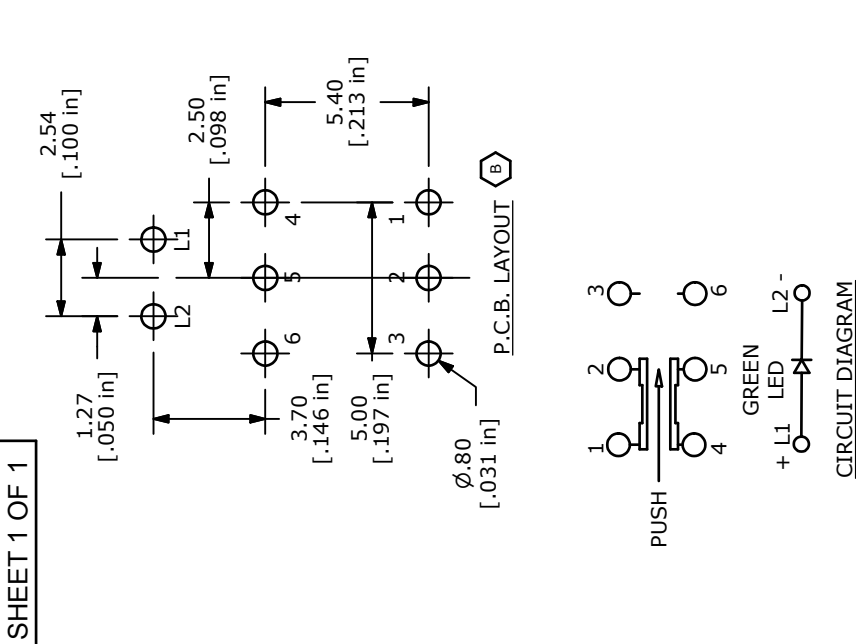 SHEET 1 OF 1
2.54
[.100 in]
1.27
[.050 in]
2.50
[.098 in]
5.40
[.213 in]
3.70
[.146 in]
5.00
[.197 in]
Ø.80
[.031 in]
L2
L1
6
5
4
3
2
1
P.C.B. LAYOUT
B
1
2
3
PUSH
4
5
6
GREEN
LED
+ L1
L2 -
CIRCUIT DIAGRAM